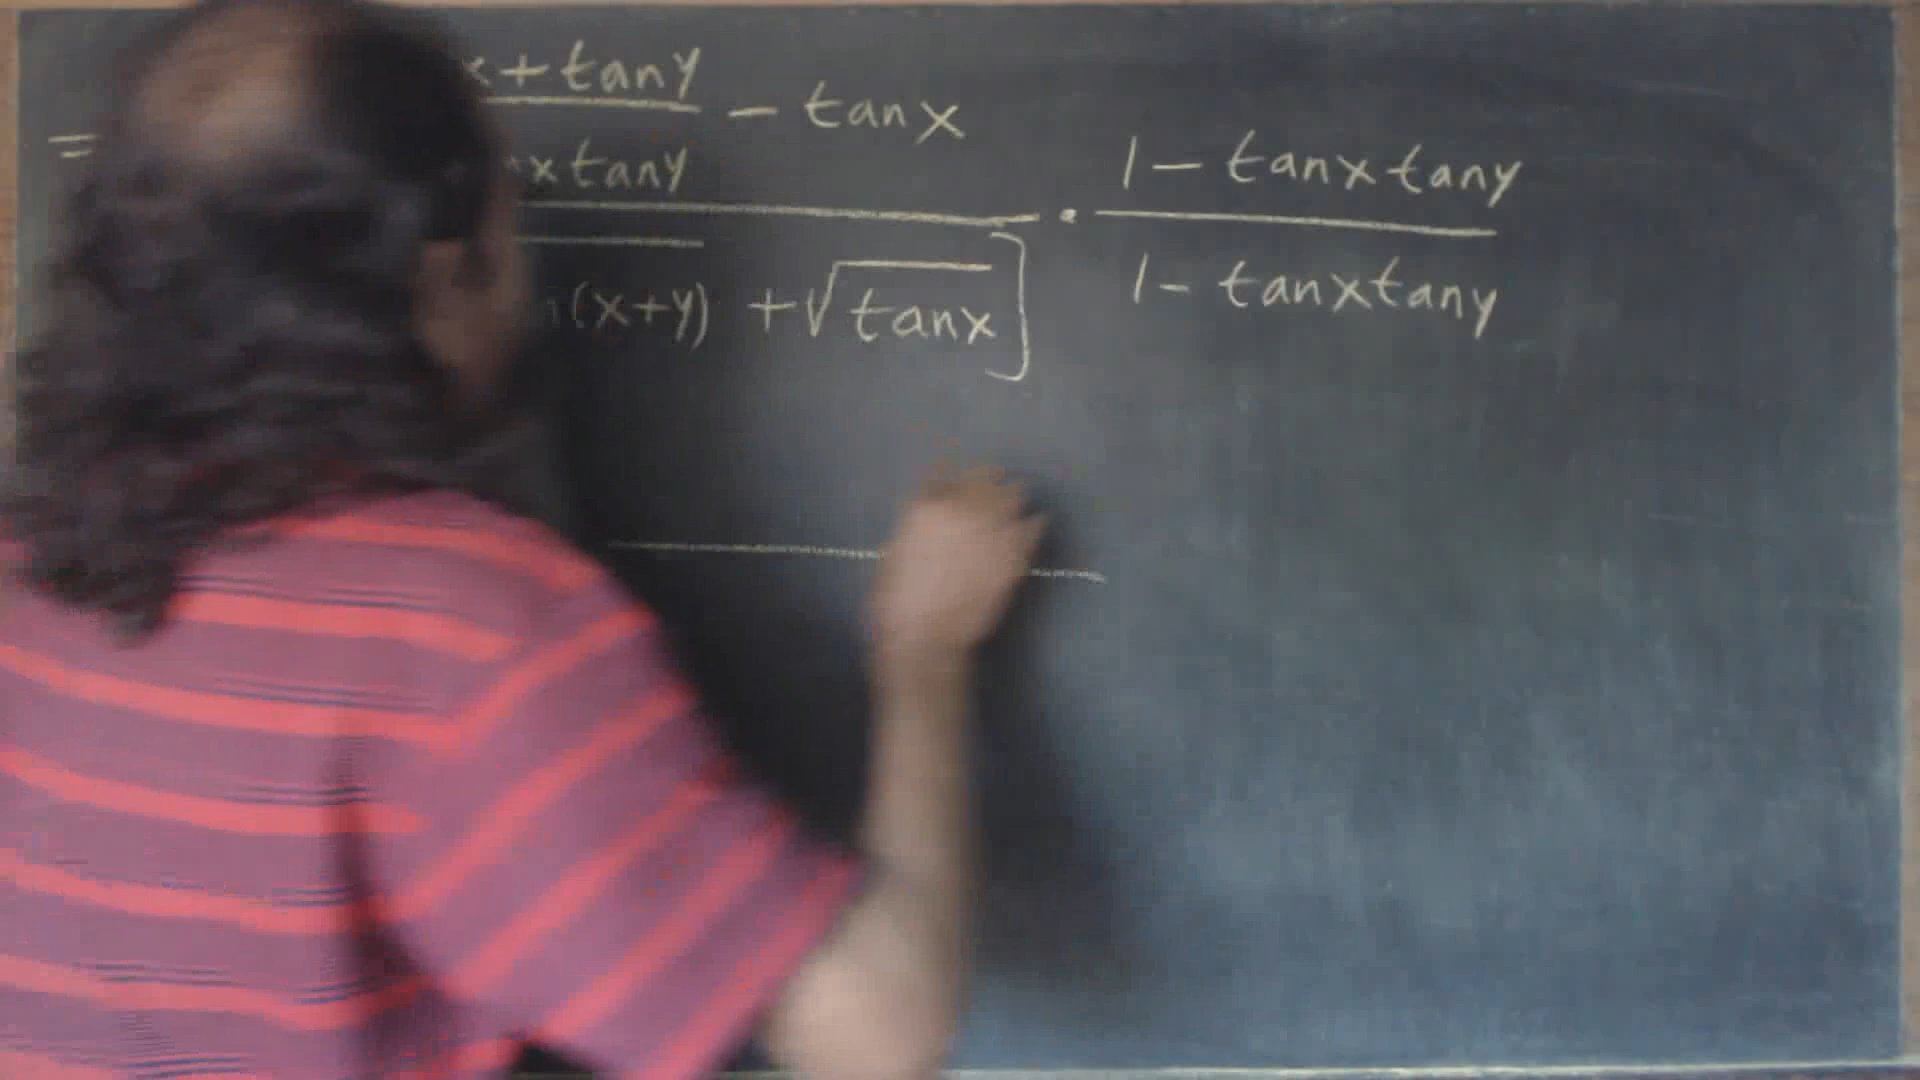 = x + tany
- tanx
xtany
1 - tanxtany
(x+y) + √tanx ]
1 - tanxtany